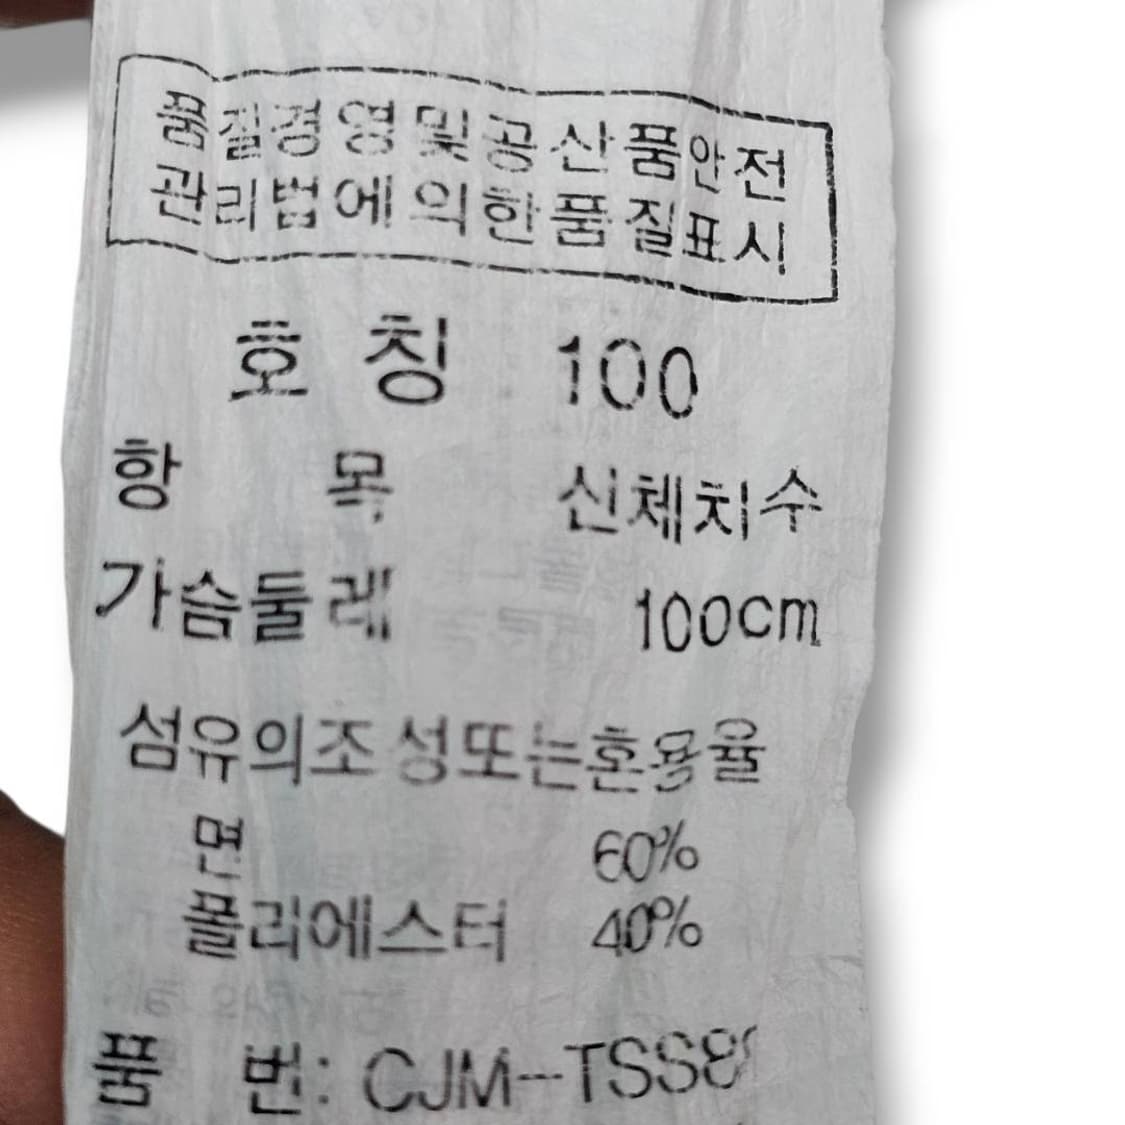 품질경영및공산품안전
관리법에의한품질표시
호칭 100
항 목 신체치수
가슴둘레 100cm
섬유의조성또는혼용율
면 60%
폴리에스터 40%
품 번: